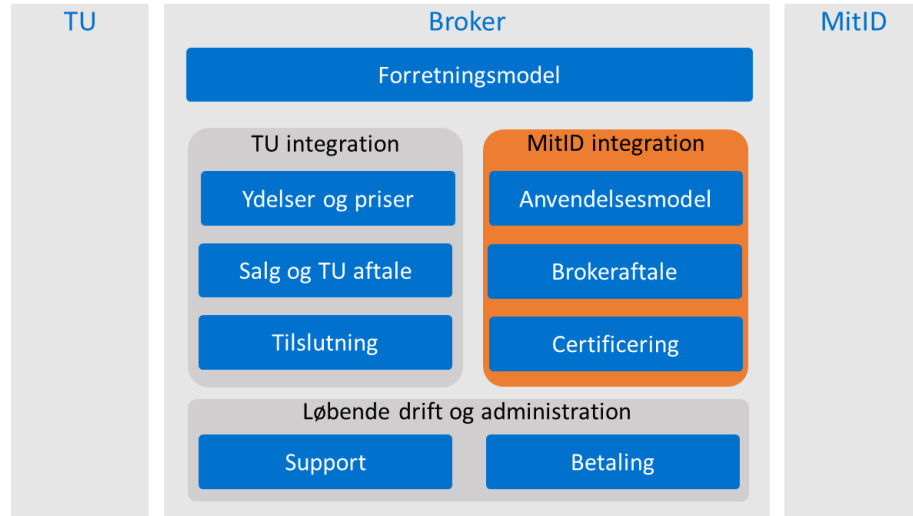 TU
Broker
MitID
Forretningsmodel
TU integration
Ydelser og priser
Salg og TU aftale
Tilslutning
MitID integration
Anvendelsesmodel
Brokeraftale
Certificering
Løbende drift og administration
Support
Betaling